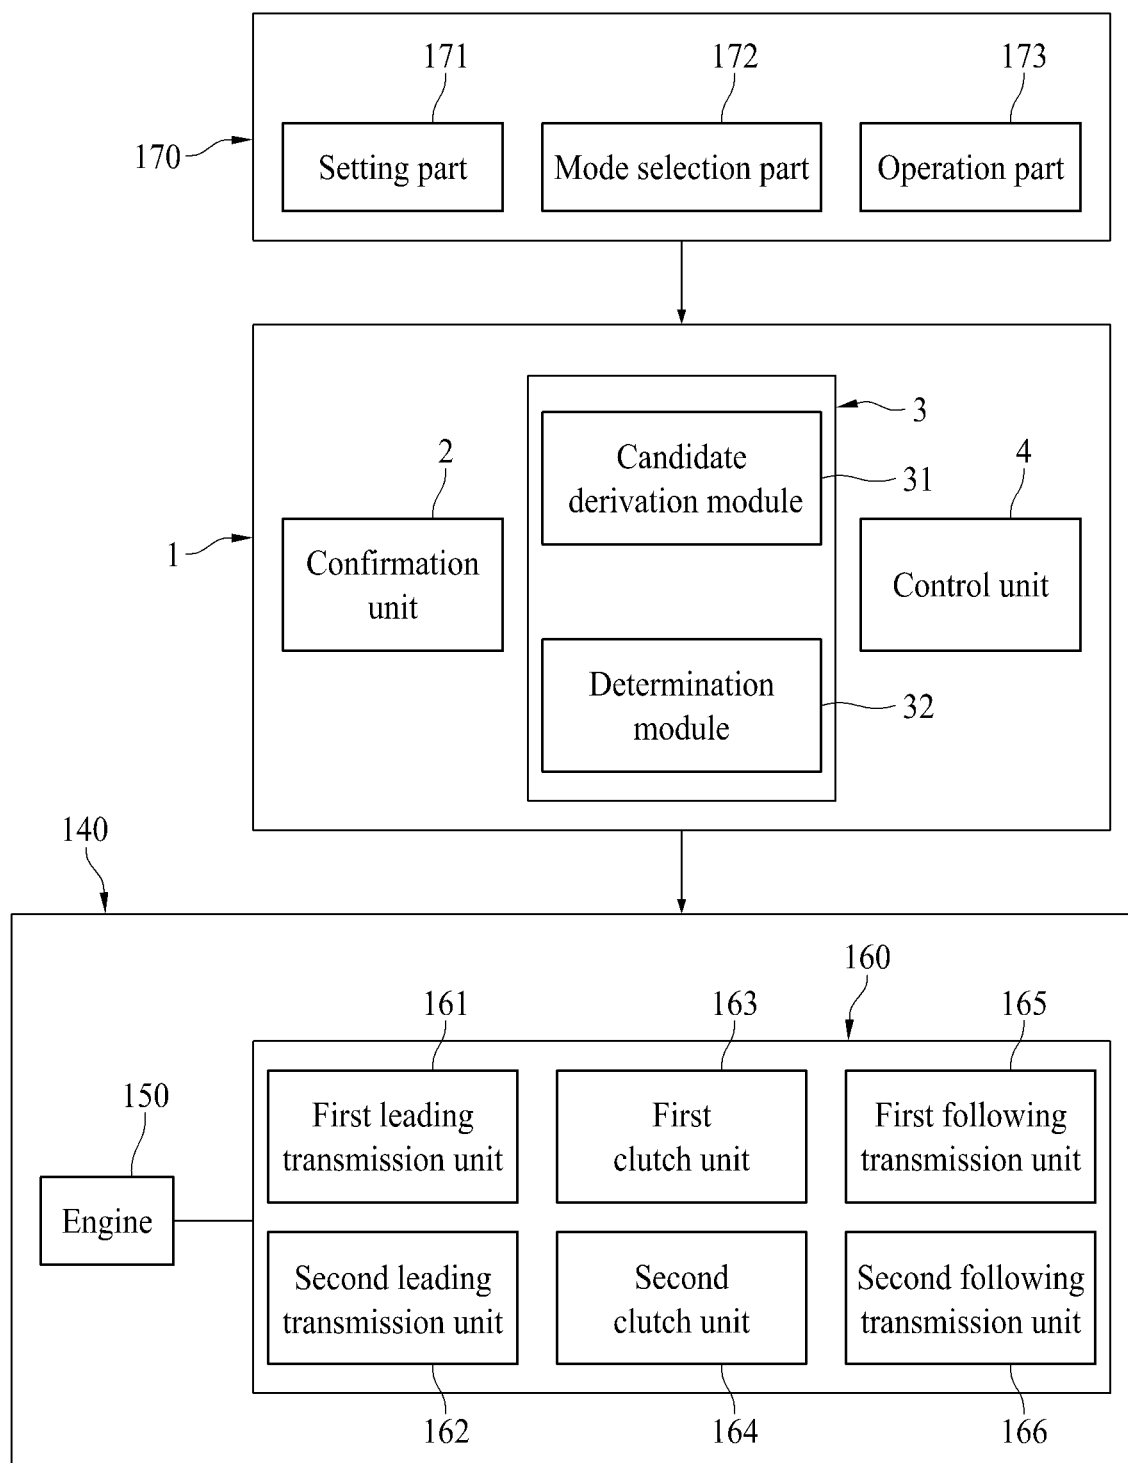 171
172
173
170
Setting part
Mode selection part
Operation part
3
2
Candidate
derivation module
31
4
1
Confirmation
unit
Control unit
Determination
module
32
140
160
161
163
165
150
First leading
transmission unit
First
clutch unit
First following
transmission unit
Engine
Second leading
transmission unit
Second
clutch unit
Second following
transmission unit
162
164
166